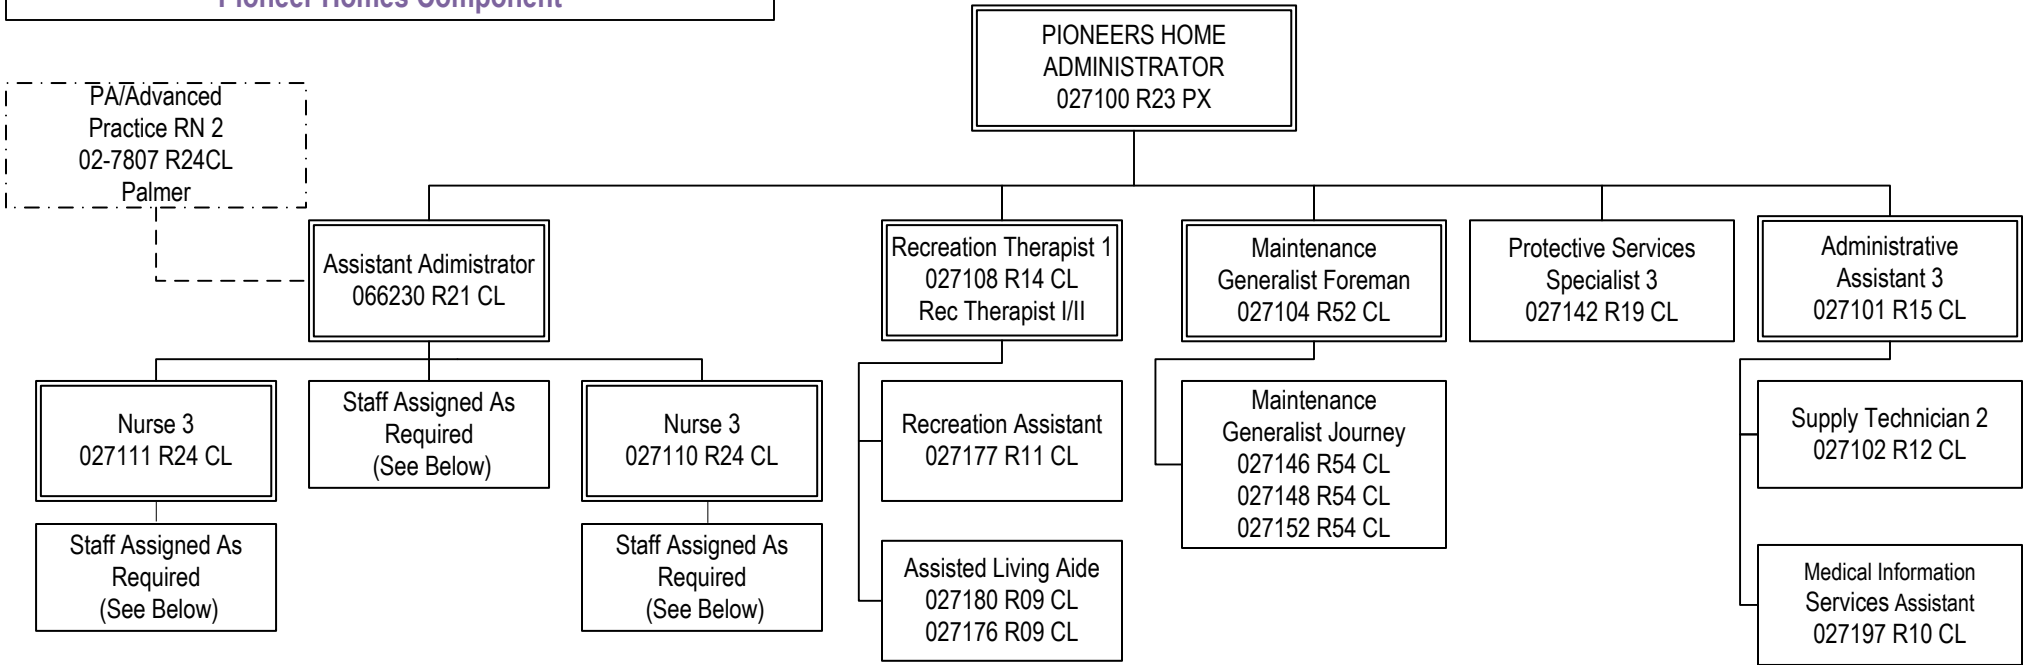 Pioneer Homes Component
PIONEERS HOME
ADMINISTRATOR
027100 R23 PX
PA/Advanced
Practice RN 2
02-7807 R24CL
Palmer
Assistant Adimistrator
066230 R21 CL
Recreation Therapist 1
027108 R14 CL
Rec Therapist I/II
Maintenance
Generalist Foreman
027104 R52 CL
Protective Services
Specialist 3
027142 R19 CL
Administrative
Assistant 3
027101 R15 CL
Nurse 3
027111 R24 CL
Staff Assigned As
Required
(See Below)
Nurse 3
027110 R24 CL
Recreation Assistant
027177 R11 CL
Maintenance
Generalist Journey
027146 R54 CL
027148 R54 CL
027152 R54 CL
Supply Technician 2
027102 R12 CL
Staff Assigned As
Required
(See Below)
Staff Assigned As
Required
(See Below)
Assisted Living Aide
027180 R09 CL
027176 R09 CL
Medical Information
Services Assistant
027197 R10 CL